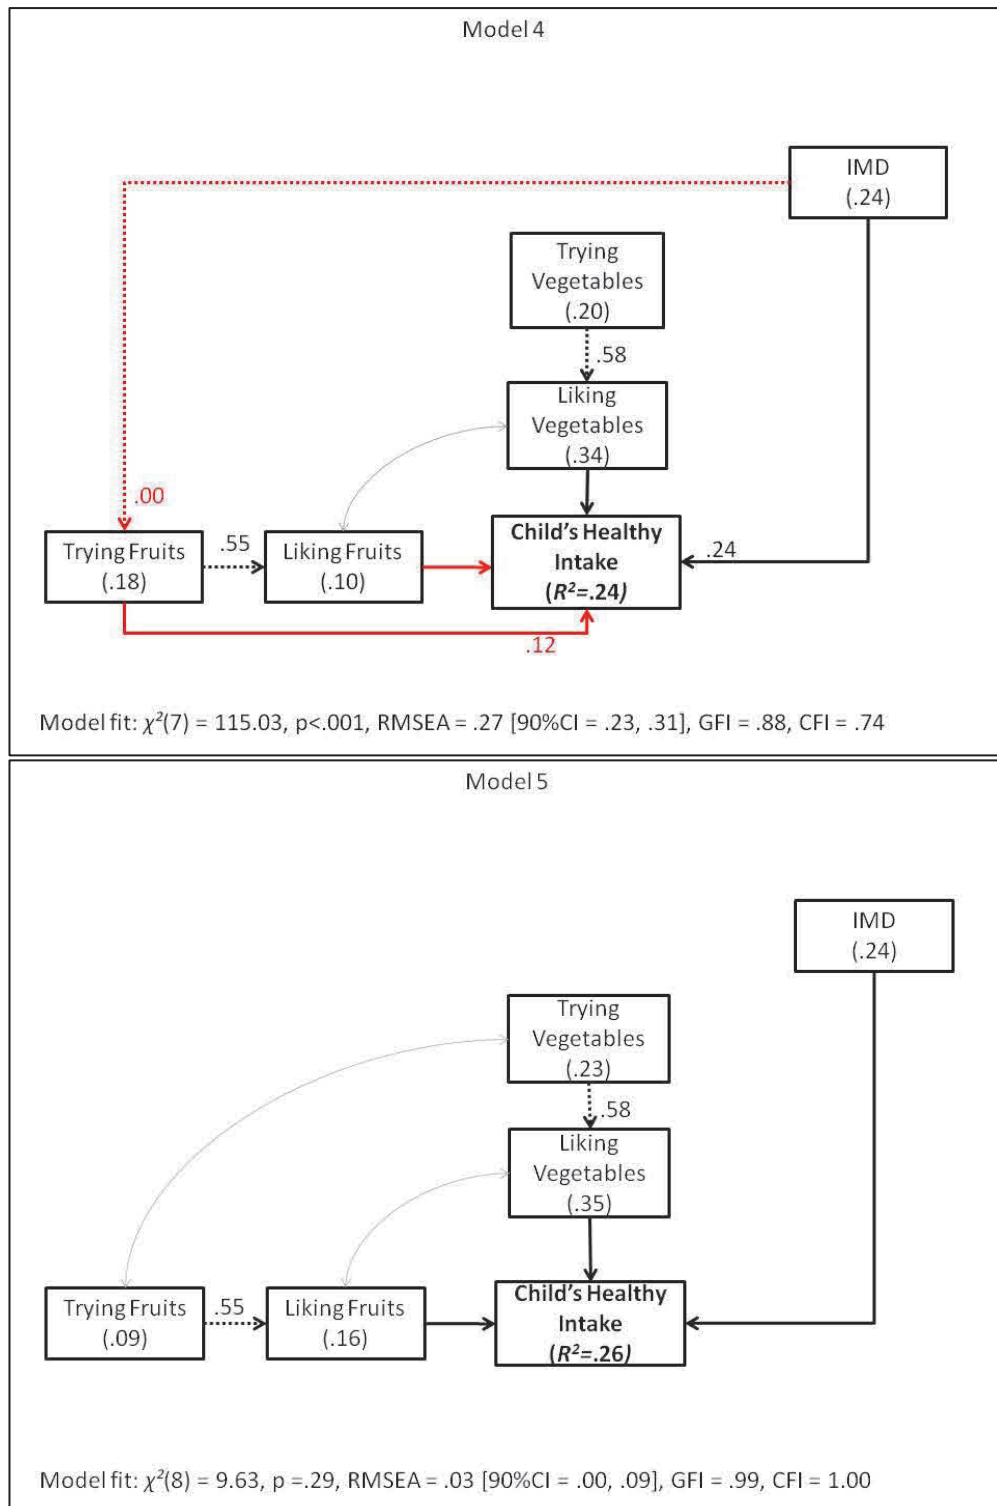 Model 4
IMD
(.24)
Trying
Vegetables
(.20)
.58
Liking
Vegetables
(.34)
.00
Trying Fruits
(.18)
.55
Liking Fruits
(.10)
Child's Healthy
Intake
(R²=.24)
.24
.12
Model fit: χ²(7) = 115.03, p<.001, RMSEA = .27 [90%CI = .23, .31], GFI = .88, CFI = .74
Model 5
IMD
(.24)
Trying
Vegetables
(.23)
.58
Liking
Vegetables
(.35)
Trying Fruits
(.09)
.55
Liking Fruits
(.16)
Child's Healthy
Intake
(R²=.26)
Model fit: χ²(8) = 9.63, p =.29, RMSEA = .03 [90%CI = .00, .09], GFI = .99, CFI = 1.00